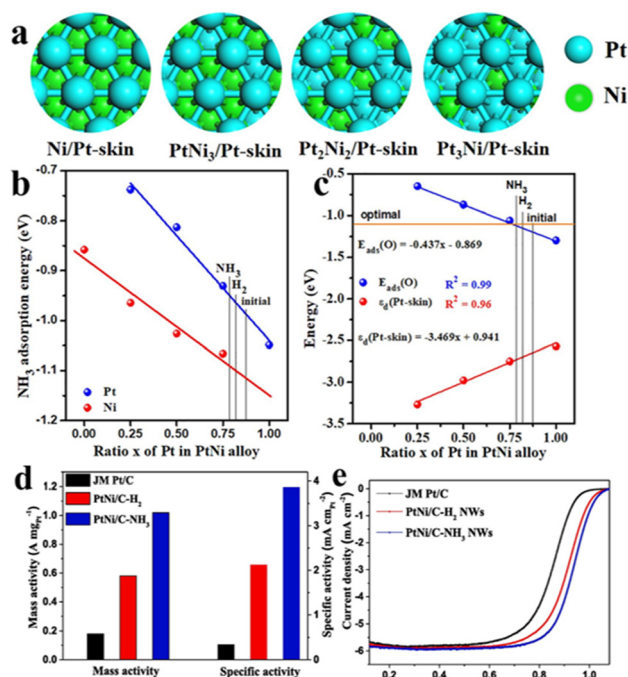 a
Pt
Ni
Ni/Pt-skin PtNi3/Pt-skin Pt2Ni2/Pt-skin Pt3Ni/Pt-skin
b
-0.7
-0.8
-0.9
-1.0
-1.1
-1.2
NH3 adsorption energy (eV)
NH3
H2
initial
Pt
Ni
0.00 0.25 0.50 0.75 1.00
Ratio x of Pt in PtNi alloy
c
-0.5
-1.0
-1.5
-2.0
-2.5
-3.0
-3.5
Energy (eV)
NH3
H2
initial
optimal
Eads(O) = -0.437x - 0.869
Eads(O) R2 = 0.99
εd(Pt-skin) R2 = 0.96
εd(Pt-skin) = -3.469x + 0.941
0.00 0.25 0.50 0.75 1.00
Ratio x of Pt in PtNi alloy
d
JM Pt/C
PtNi/C-H2
PtNi/C-NH3
1.2
1.0
0.8
0.6
0.4
0.2
0.0
Mass activity (A mgPt-1)
4
3
2
1
0
Specific activity (mA cmPt-2)
Mass activity Specific activity
e
JM Pt/C
PtNi/C-H2 NWs
PtNi/C-NH3 NWs
0
-1
-2
-3
-4
-5
-6
Current density (mA cm-2)
0.2 0.4 0.6 0.8 1.0